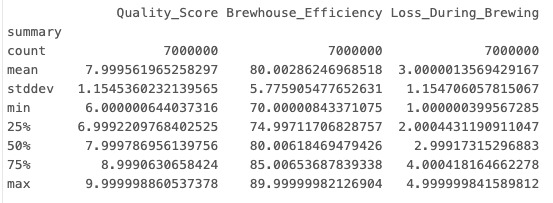 Quality_Score Brewhouse_Efficiency Loss_During_Brewing
summary
count 7000000 7000000 7000000
mean 7.999561965258297 80.00286246968518 3.0000013569429167
stddev 1.1545360232139565 5.775905477652631 1.154706057815067
min 6.000000644037316 70.00000843371075 1.000000399567285
25% 6.9992209768402525 74.99711706828757 2.0004431190911047
50% 7.999786956139756 80.00618469479426 2.99917315296883
75% 8.9990630658424 85.00653687839338 4.000418164662278
max 9.999998860537378 89.99999982126904 4.999999841589812